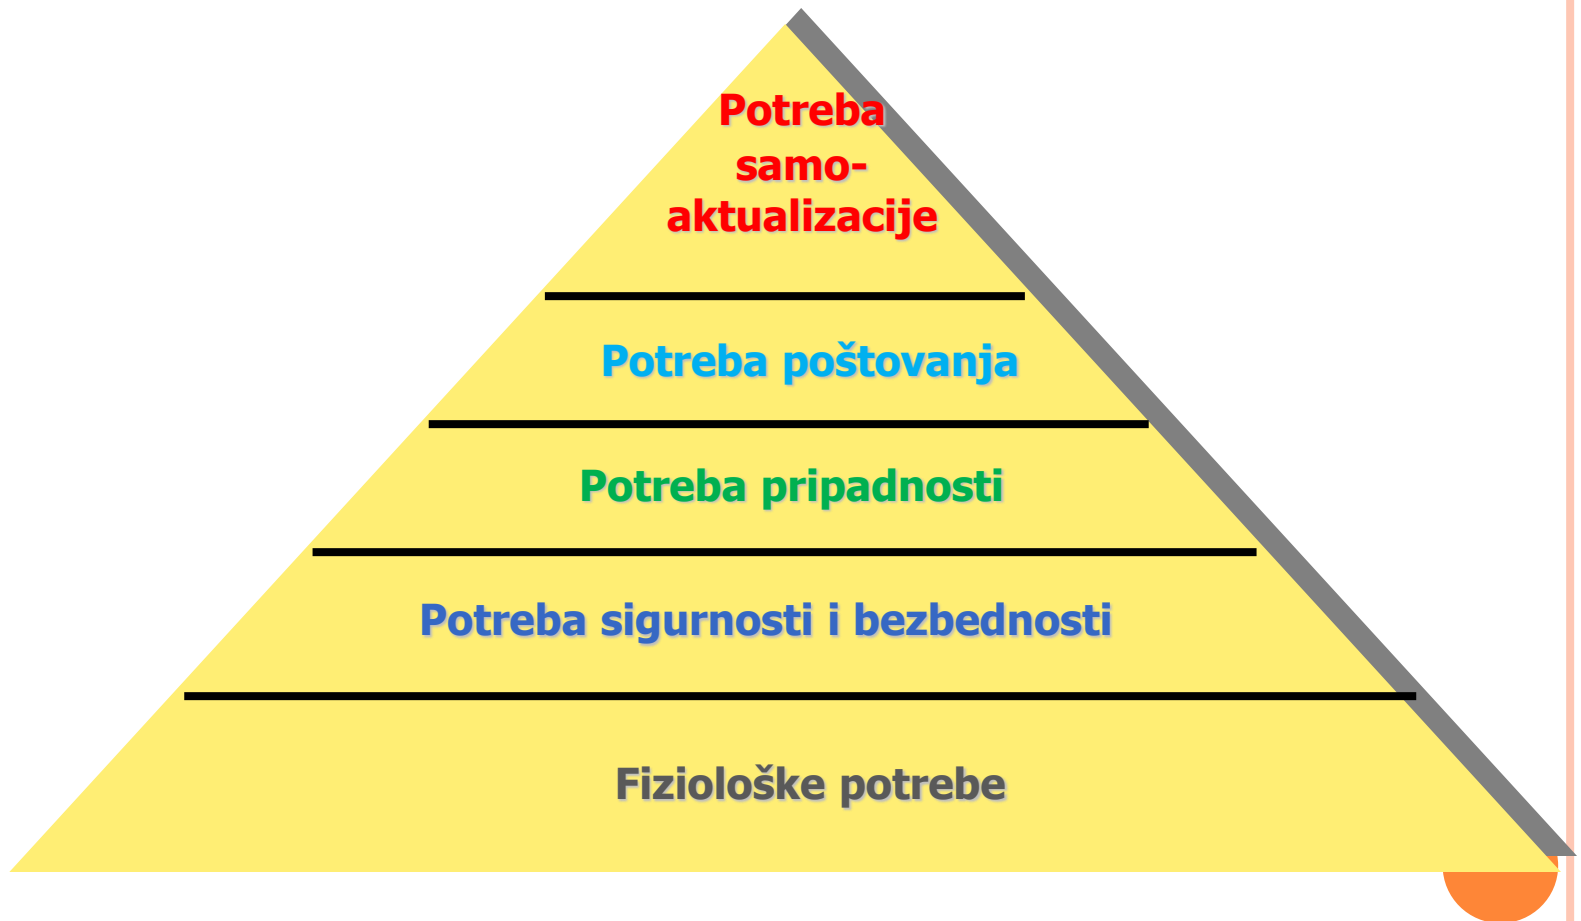 Potreba
samo-
aktualizacije
Potreba poštovanja
Potreba pripadnosti
Potreba sigurnosti i bezbednosti
Fiziološke potrebe